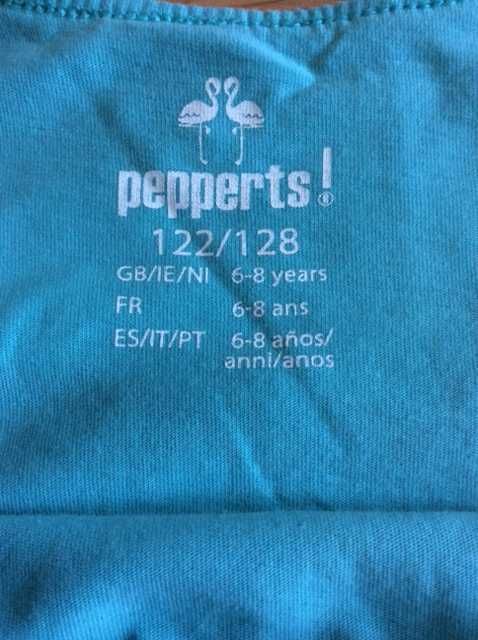 pepperts!®
122/128
GB/IE/NI 6-8 years
FR 6-8 ans
ES/IT/PT 6-8 años/
anni/anos